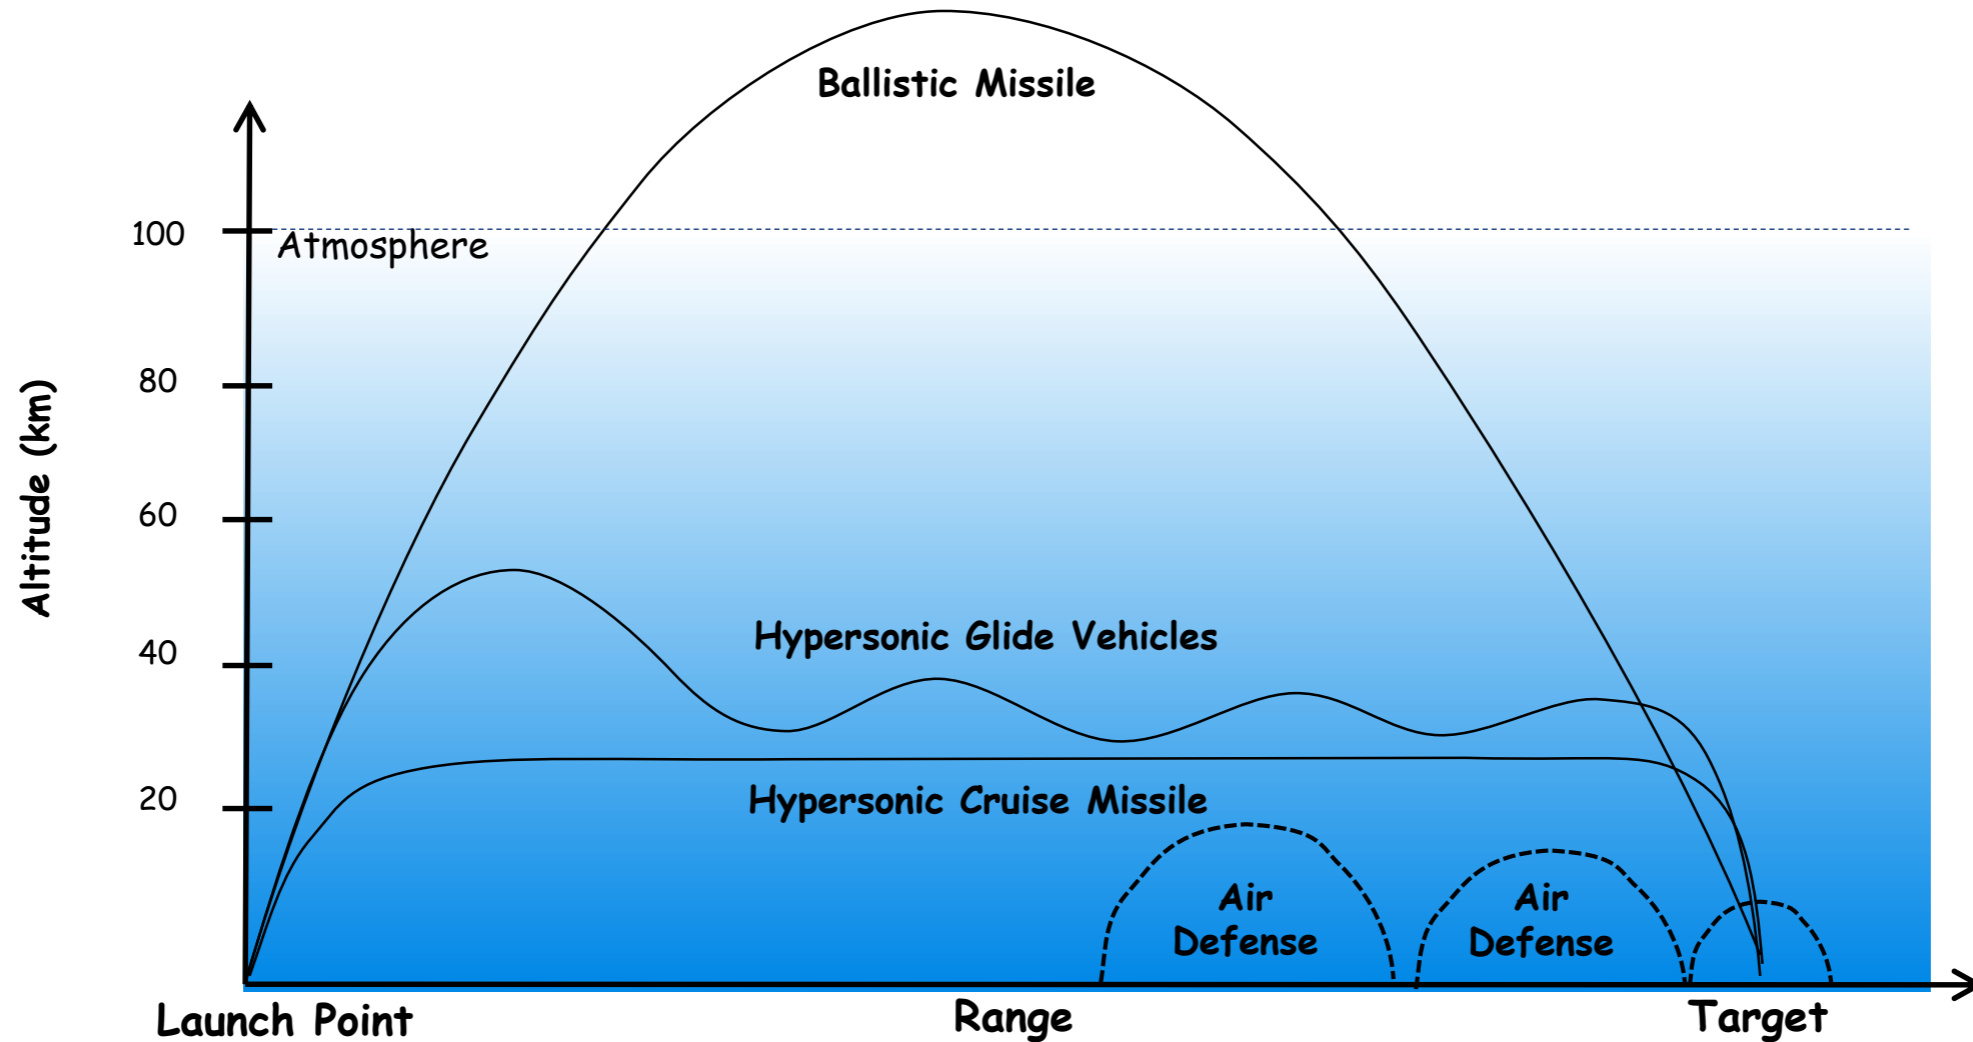 Ballistic Missile
100
Atmosphere
80
Altitude (km)
60
Hypersonic Glide Vehicles
40
20
Hypersonic Cruise Missile
Air
Defense
Air
Defense
Launch Point
Range
Target